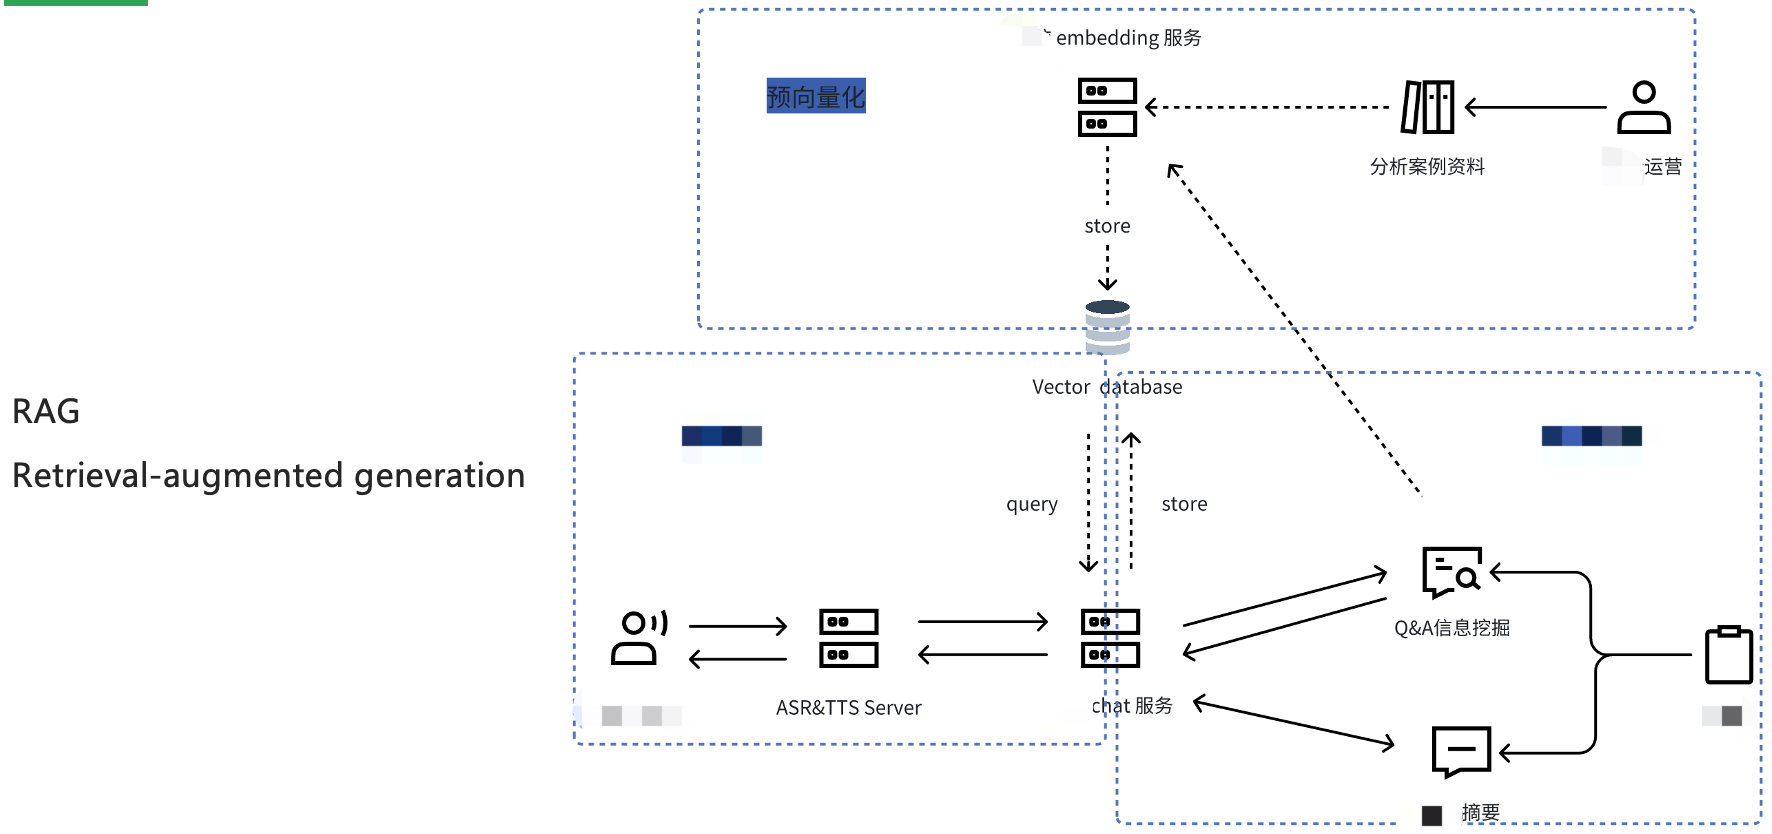 embedding 服务
预向量化
分析案例资料
运营
store
Vector database
RAG
Retrieval-augmented generation
query
store
Q&A信息挖掘
ASR&TTS Server
chat 服务
摘要